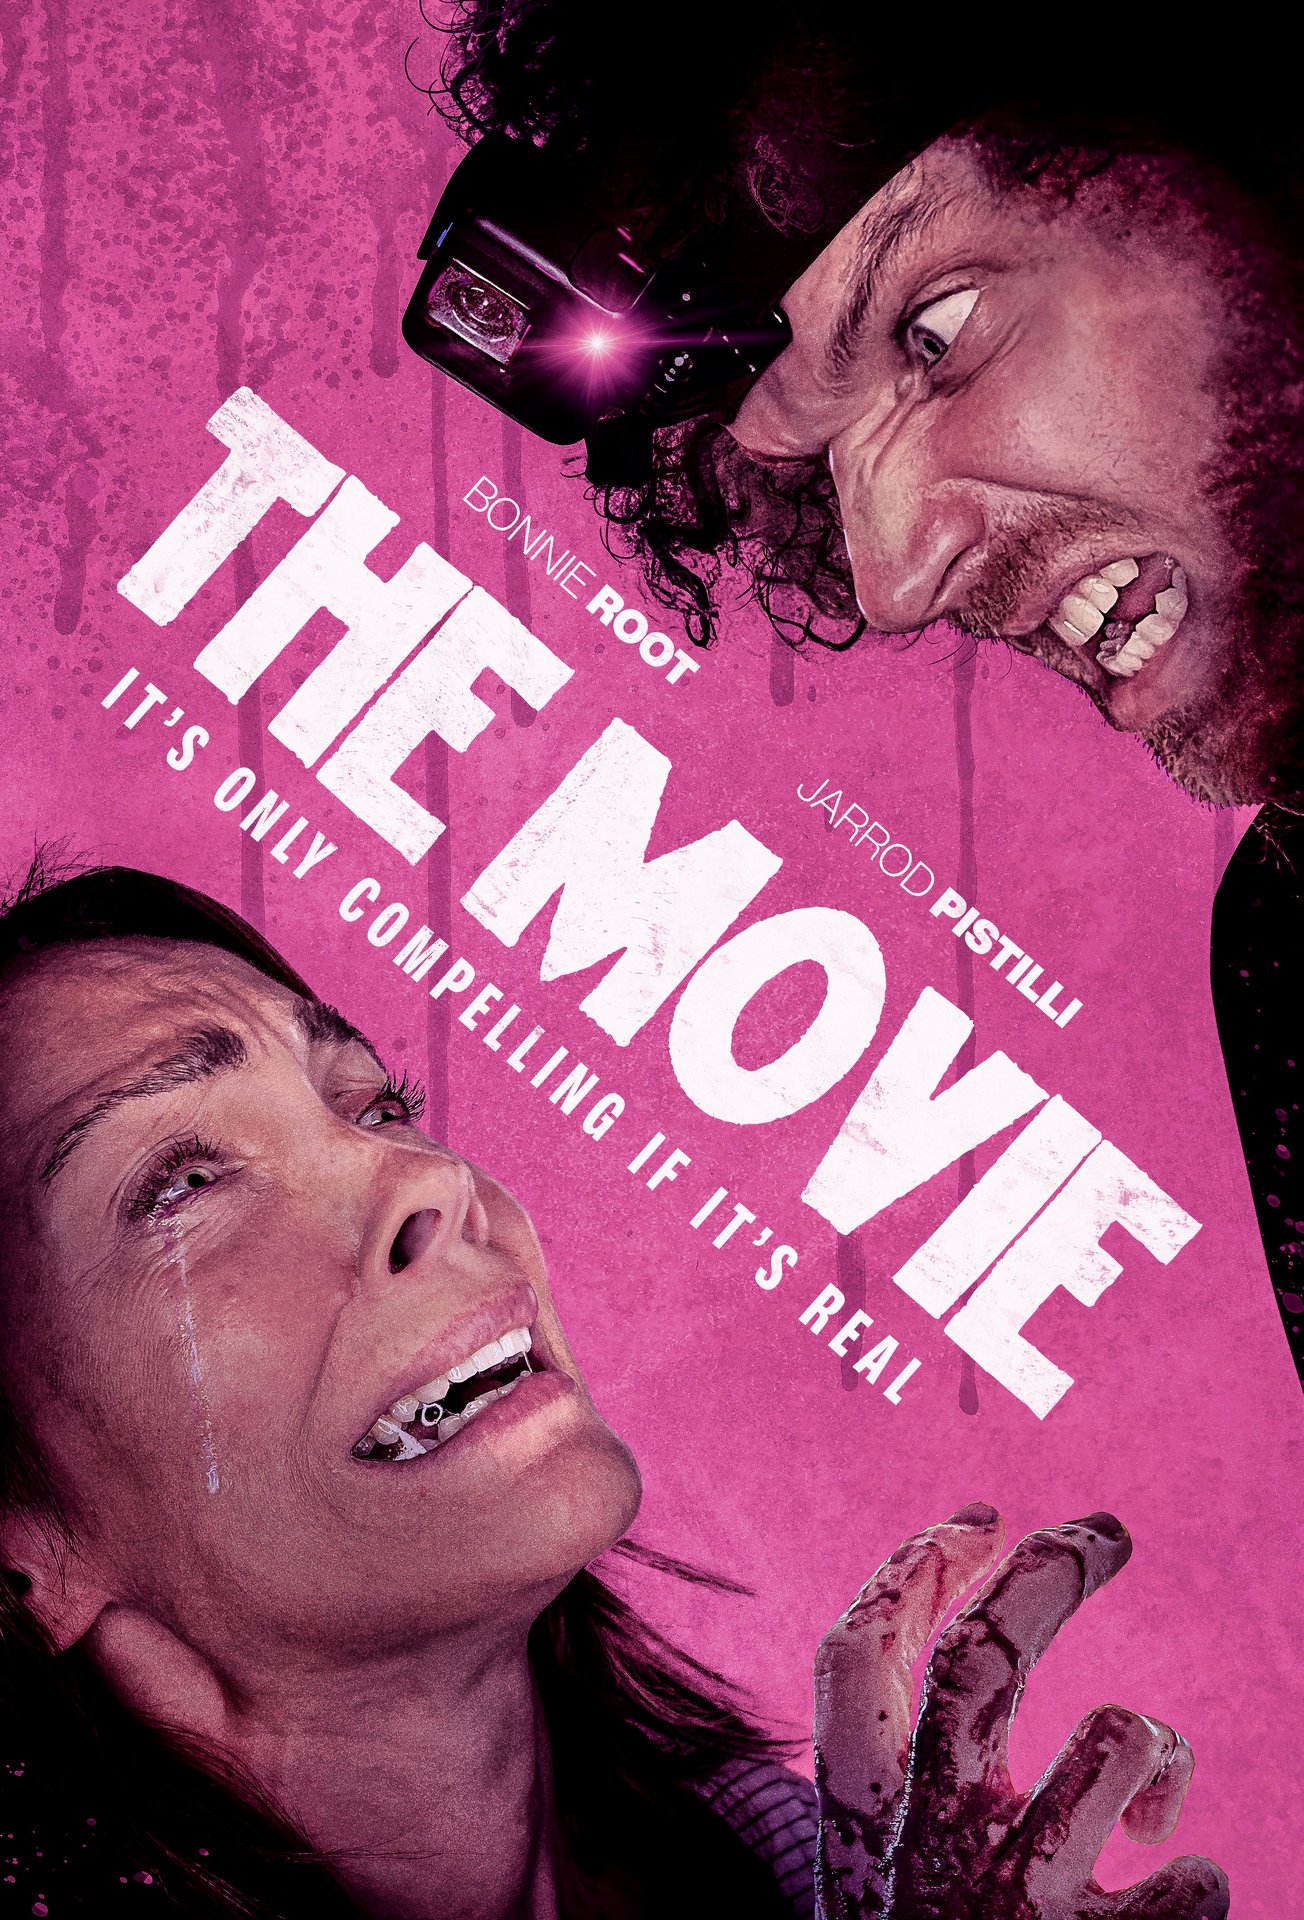 BONNIE ROOT
JARROD PISTILLI
THE MOVIE
IT'S ONLY COMPELLING IF IT'S REAL